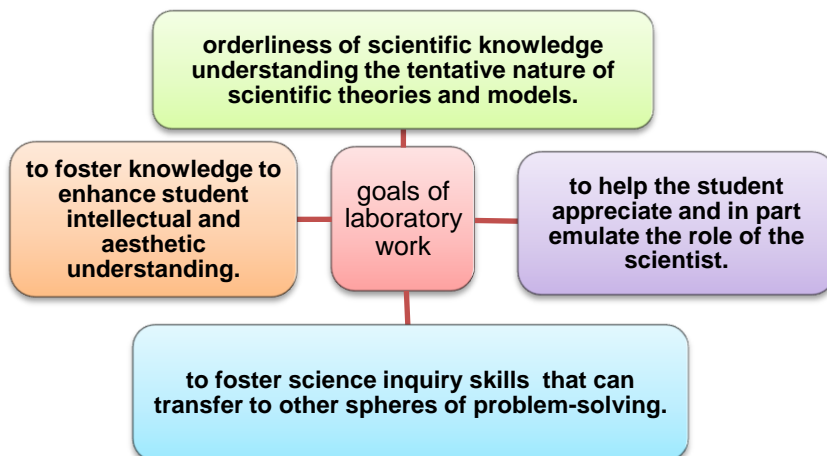 orderliness of scientific knowledge
understanding the tentative nature of
scientific theories and models.
to foster knowledge to
enhance student
intellectual and
aesthetic
understanding.
goals of
laboratory
work
to help the student
appreciate and in part
emulate the role of the
scientist.
to foster science inquiry skills  that can
transfer to other spheres of problem-solving.